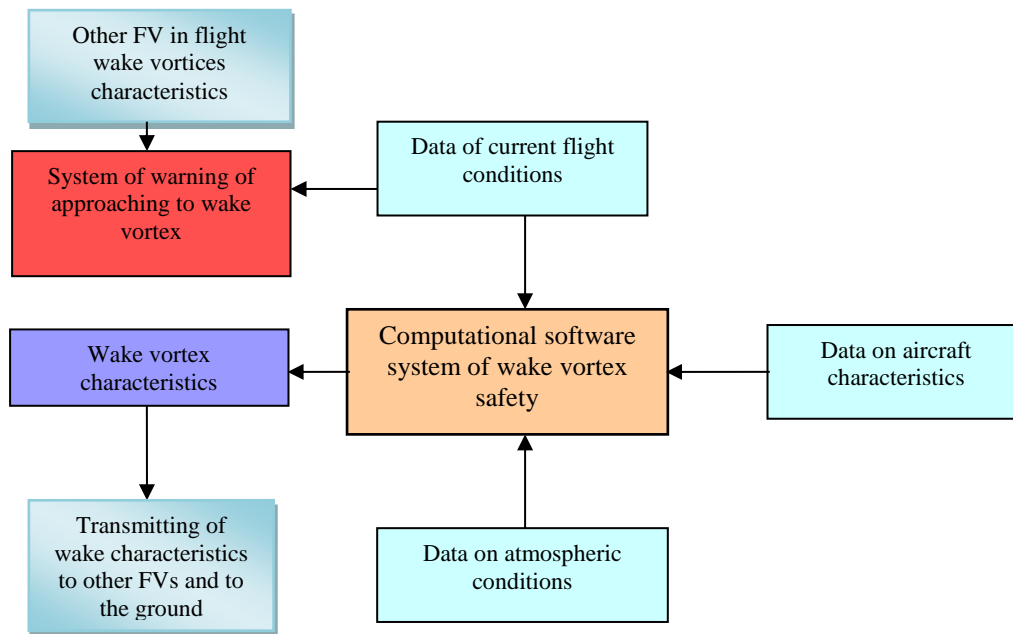 Other FV in flight
wake vortices
characteristics
Data of current flight
conditions
System of warning of
approaching to wake
vortex
Wake vortex
characteristics
Computational software
system of wake vortex
safety
Data on aircraft
characteristics
Transmitting of
wake characteristics
to other FVs and to
the ground
Data on atmospheric
conditions